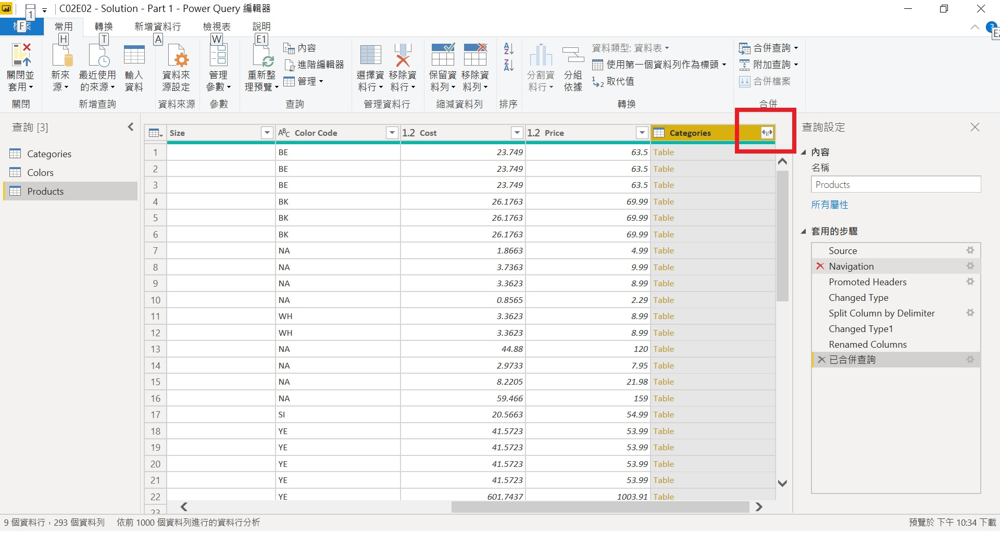 C02E02 - Solution - Part 1 - Power Query 編輯器
1
F
常用 轉換 新增資料行 檢視表 說明
H T A W E1
關閉並
套用
新來
源
最近使用
的來源
輸入
資料
資料來
源設定
管理
參數
重新整
理預覽
內容
進階編輯器
管理
選擇資
料行
移除資
料行
保留資
料列
移除資
料列
分割資
料行
分組
依據
資料類型: 資料表
使用第一個資料列作為標頭
取代值
合併查詢
附加查詢
合併檔案
關閉 新增查詢 資料來源 參數 查詢 管理資料行 縮減資料列 排序 轉換 合併
查詢 [3]
Categories
Colors
Products
Size ABC Color Code 1.2 Cost 1.2 Price Categories
1 BE 23.749 63.5 Table
2 BE 23.749 63.5 Table
3 BE 23.749 63.5 Table
4 BK 26.1763 69.99 Table
5 BK 26.1763 69.99 Table
6 BK 26.1763 69.99 Table
7 NA 1.8663 4.99 Table
8 NA 3.7363 9.99 Table
9 NA 3.3623 8.99 Table
10 NA 0.8565 2.29 Table
11 WH 3.3623 8.99 Table
12 WH 3.3623 8.99 Table
13 NA 44.88 120 Table
14 NA 2.9733 7.95 Table
15 NA 8.2205 21.98 Table
16 NA 59.466 159 Table
17 SI 20.5663 54.99 Table
18 YE 41.5723 53.99 Table
19 YE 41.5723 53.99 Table
20 YE 41.5723 53.99 Table
21 YE 41.5723 53.99 Table
22 YE 601.7437 1003.91 Table
23
查詢設定
內容
名稱
Products
所有屬性
套用的步驟
Source
Navigation
Promoted Headers
Changed Type
Split Column by Delimiter
Changed Type1
Renamed Columns
已合併查詢
9 個資料行，293 個資料列 依前 1000 個資料列進行的資料行分析
預覽於 下午 10:34 下載